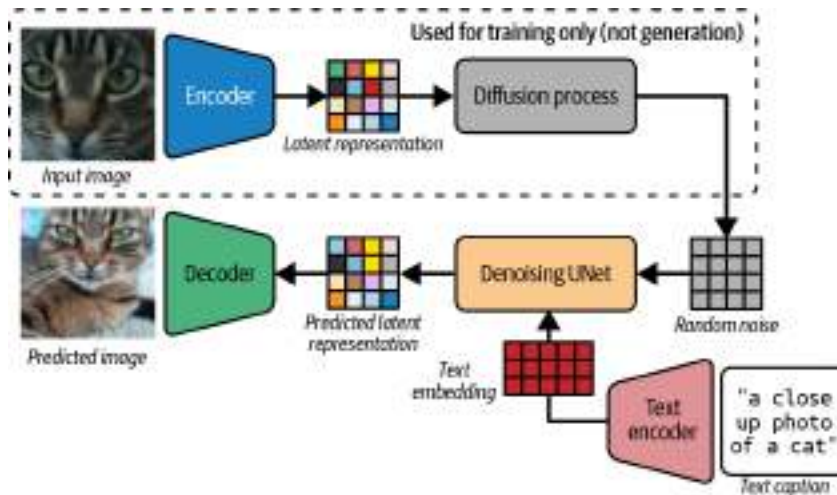 Used for training only (not generation)
Encoder
Diffusion process
Latent representation
Input image
Decoder
Denoising UNet
Predicted latent
representation
Random noise
Predicted image
Text
embedding
Text
encoder
"a close
up photo
of a cat"
Text caption